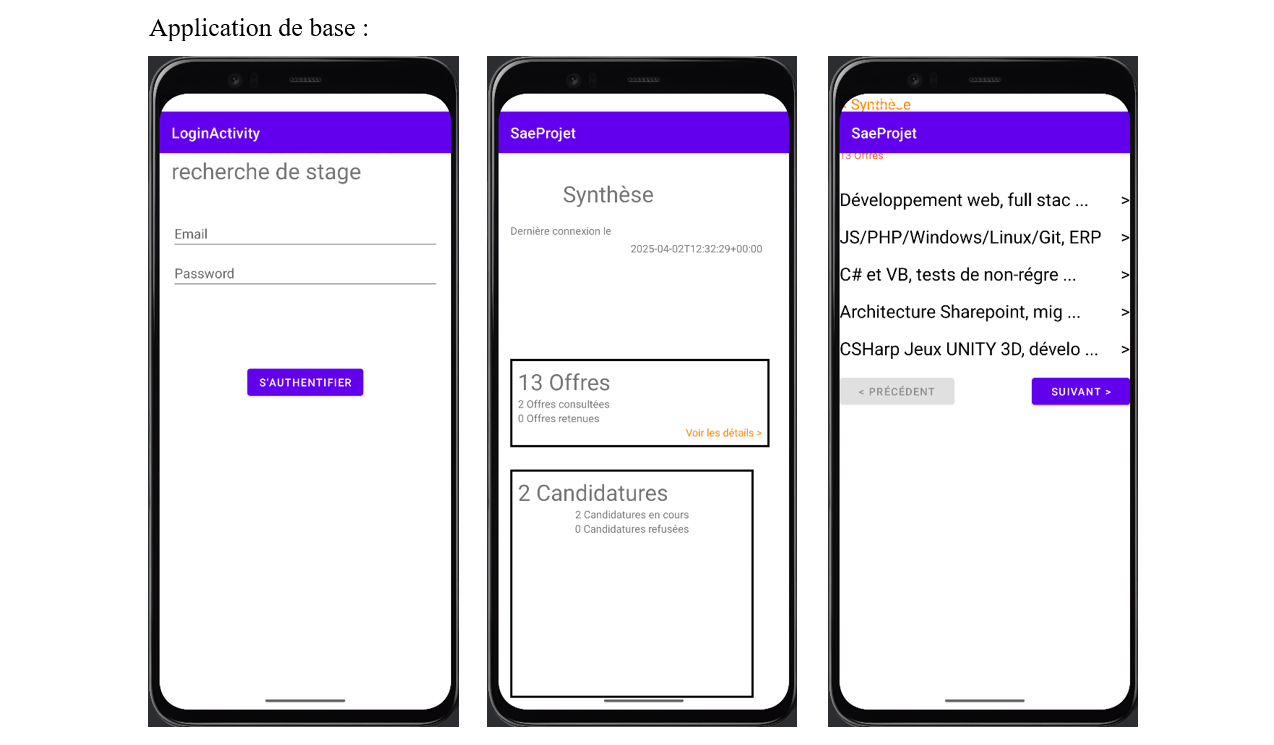 Application de base :
LoginActivity
recherche de stage
Email
Password
S'AUTHENTIFIER
SaeProjet
Synthèse
Dernière connexion le
2025-04-02T12:32:29+00:00
13 Offres
2 Offres consultées
0 Offres retenues
Voir les détails >
2 Candidatures
2 Candidatures en cours
0 Candidatures refusées
Synthèse
SaeProjet
13 Offres
Développement web, full stac ... >
JS/PHP/Windows/Linux/Git, ERP >
C# et VB, tests de non-régre ... >
Architecture Sharepoint, mig ... >
CSHarp Jeux UNITY 3D, dévelo ... >
< PRÉCÉDENT SUIVANT >